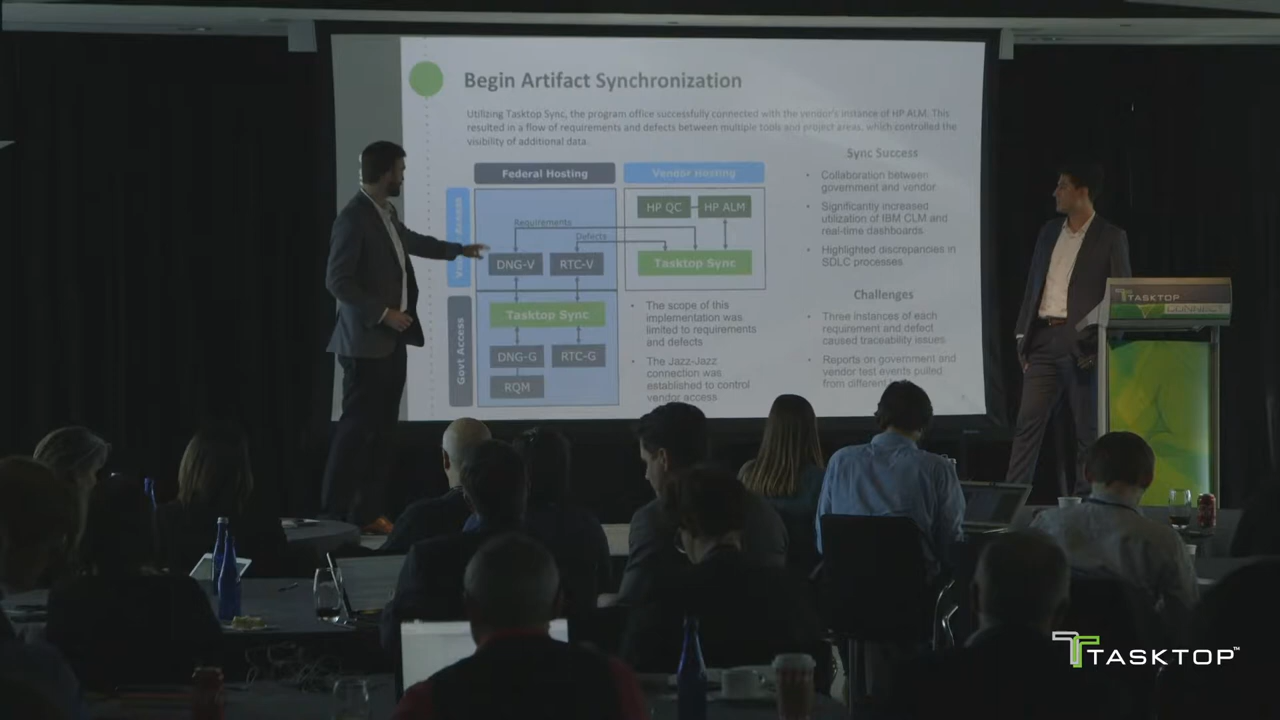 Begin Artifact Synchronization
Utilizing Tasktop Sync, the program office successfully connected with the vendor's instance of HP ALM. This
resulted in a flow of requirements and defects between multiple tools and project areas, which controlled the
visibility of additional data.
Federal Hosting
Vendor Hosting
Access
HP QC
HP ALM
Requirements
Defects
DNG-V
RTC-V
Tasktop Sync
Govt Access
Tasktop Sync
DNG-G
RTC-G
RQM
• The scope of this
implementation was
limited to requirements
and defects
• The Jazz-Jazz
connection was
established to control
vendor access
Sync Success
• Collaboration between
government and vendor
• Significantly increased
utilization of IBM CLM and
real-time dashboards.
• Highlighted discrepancies in
SDLC processes
Challenges
• Three instances of each
requirement and defect
caused traceability issues
• Reports on government and
vendor test events pulled
from different
TASKTOP
CONNECT
TASKTOP™